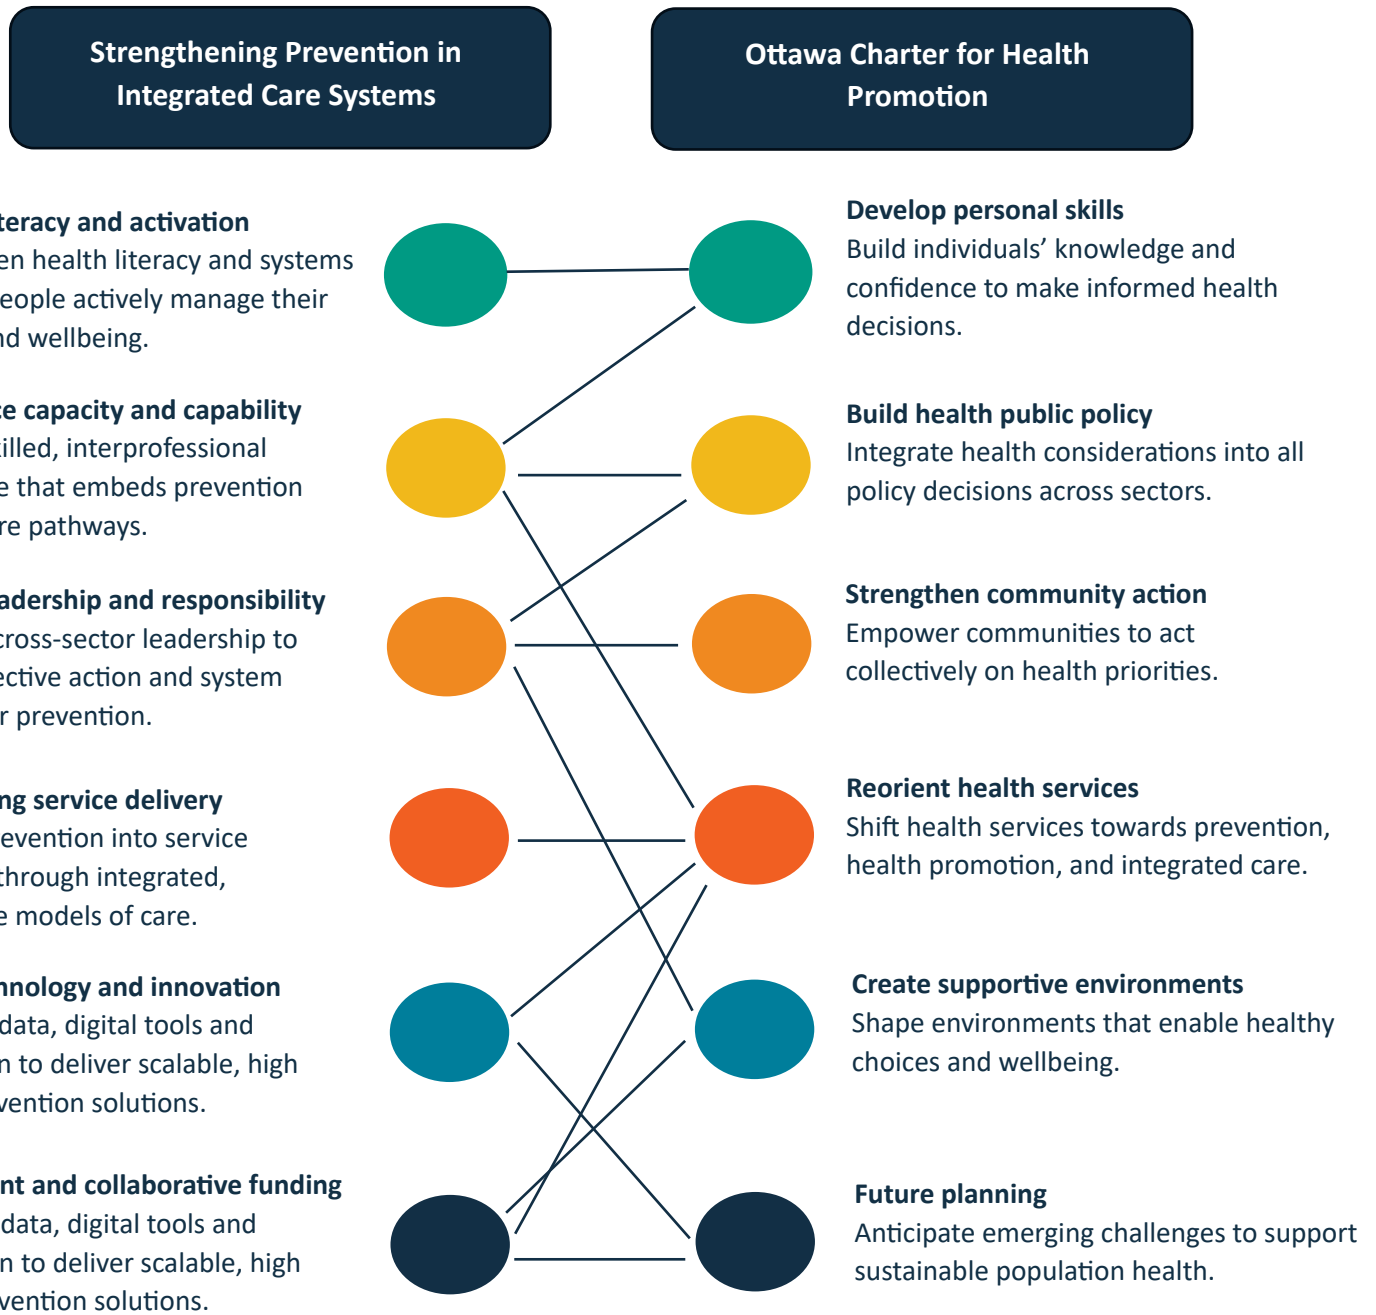 Strengthening Prevention in
Integrated Care Systems
Ottawa Charter for Health
Promotion
teracy and activation
en health literacy and systems
eople actively manage their
nd wellbeing.
ce capacity and capability
killed, interprofessional
e that embeds prevention
re pathways.
adership and responsibility
cross-sector leadership to
ective action and system
r prevention.
ng service delivery
evention into service
through integrated,
e models of care.
hnology and innovation
data, digital tools and
n to deliver scalable, high
vention solutions.
nt and collaborative funding
data, digital tools and
n to deliver scalable, high
vention solutions.
Develop personal skills
Build individuals’ knowledge and
confidence to make informed health
decisions.
Build health public policy
Integrate health considerations into all
policy decisions across sectors.
Strengthen community action
Empower communities to act
collectively on health priorities.
Reorient health services
Shift health services towards prevention,
health promotion, and integrated care.
Create supportive environments
Shape environments that enable healthy
choices and wellbeing.
Future planning
Anticipate emerging challenges to support
sustainable population health.